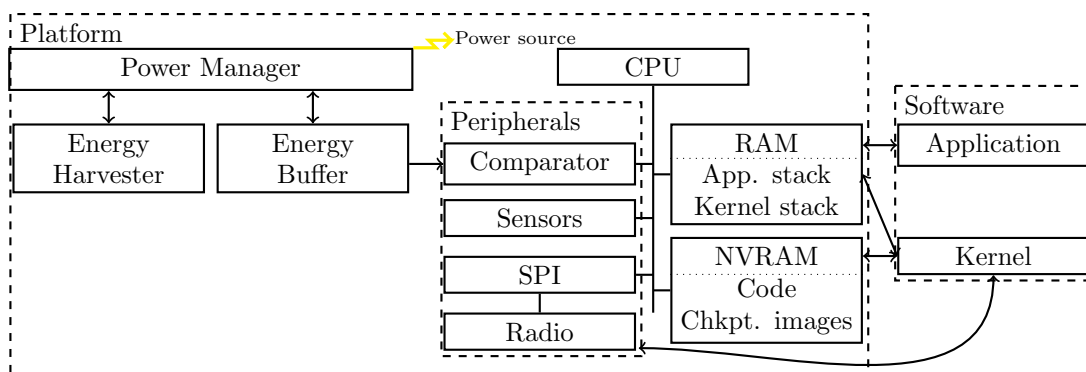 Platform
Power source
Power Manager
CPU
Energy
Harvester
Energy
Buffer
Peripherals
Comparator
Sensors
SPI
Radio
RAM
App. stack
Kernel stack
NVRAM
Code
Chkpt. images
Software
Application
Kernel